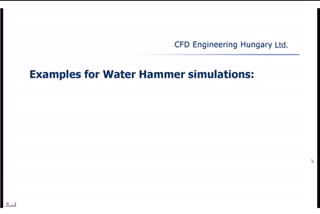 CFD Engineering Hungary Ltd.
Examples for Water Hammer simulations: